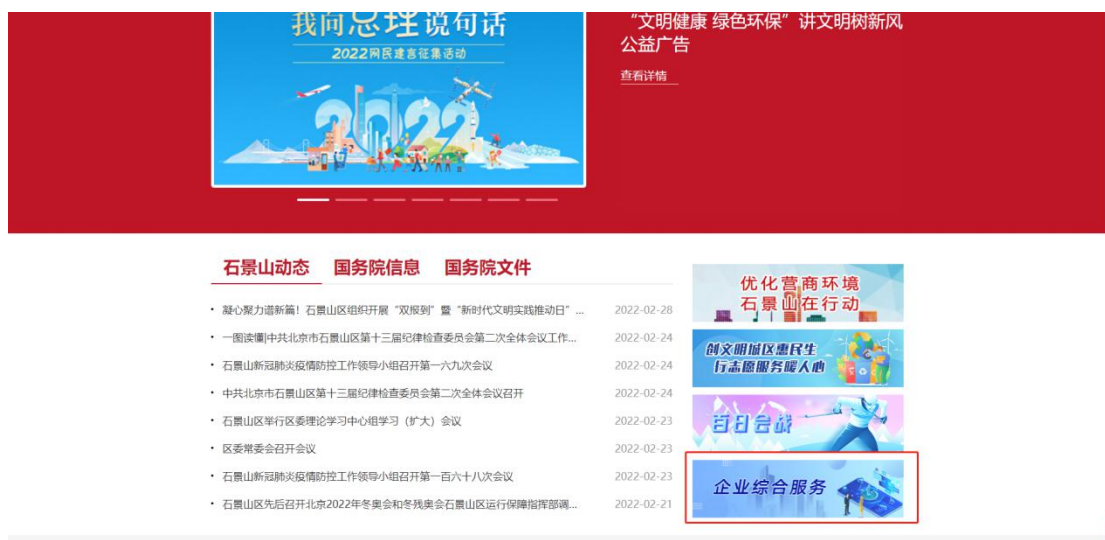 我向总理说句话
2022网民建言征集活动
2022
“文明健康 绿色环保”讲文明树新风
公益广告
查看详情
石景山动态 国务院信息 国务院文件
· 凝心聚力谱新篇！石景山区组织开展“双报到”暨“新时代文明实践推动日”... 2022-02-28
· 一图读懂|中共北京市石景山区第十三届纪律检查委员会第二次全体会议工作... 2022-02-24
· 石景山新冠肺炎疫情防控工作领导小组召开第一六九次会议 2022-02-24
· 中共北京市石景山区第十三届纪律检查委员会第二次全体会议召开 2022-02-24
· 石景山区举行区委理论学习中心组学习（扩大）会议 2022-02-23
· 区委常委会召开会议 2022-02-23
· 石景山新冠肺炎疫情防控工作领导小组召开第一百六十八次会议 2022-02-23
· 石景山区先后召开北京2022年冬奥会和冬残奥会石景山区运行保障指挥部调... 2022-02-21
优化营商环境
石景山在行动
创文明城区惠民生
行志愿服务暖人心
百日会战
企业综合服务